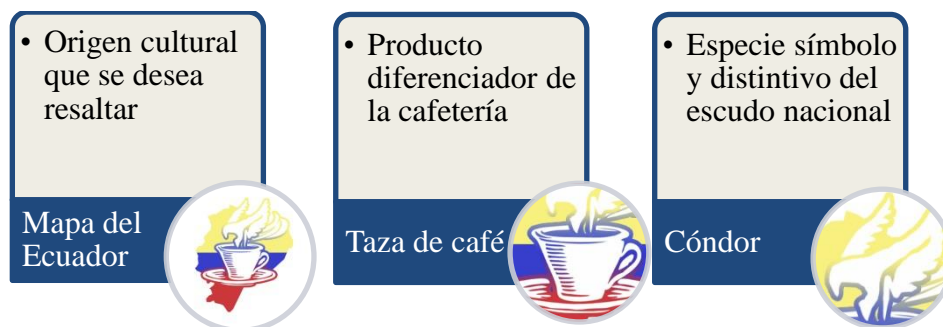 • Origen cultural
que se desea
resaltar
Mapa del
Ecuador
• Producto
diferenciador de
la cafetería
Taza de café
• Especie símbolo
y distintivo del
escudo nacional
Cóndor